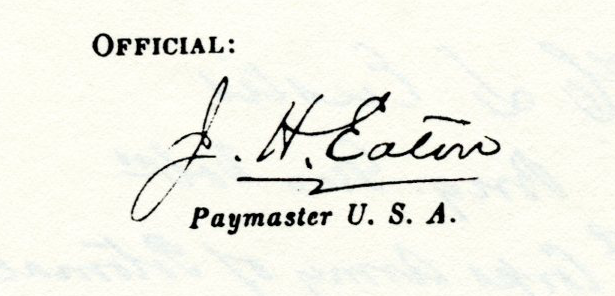 OFFICIAL:
J. H. Eaton
Paymaster U. S. A.